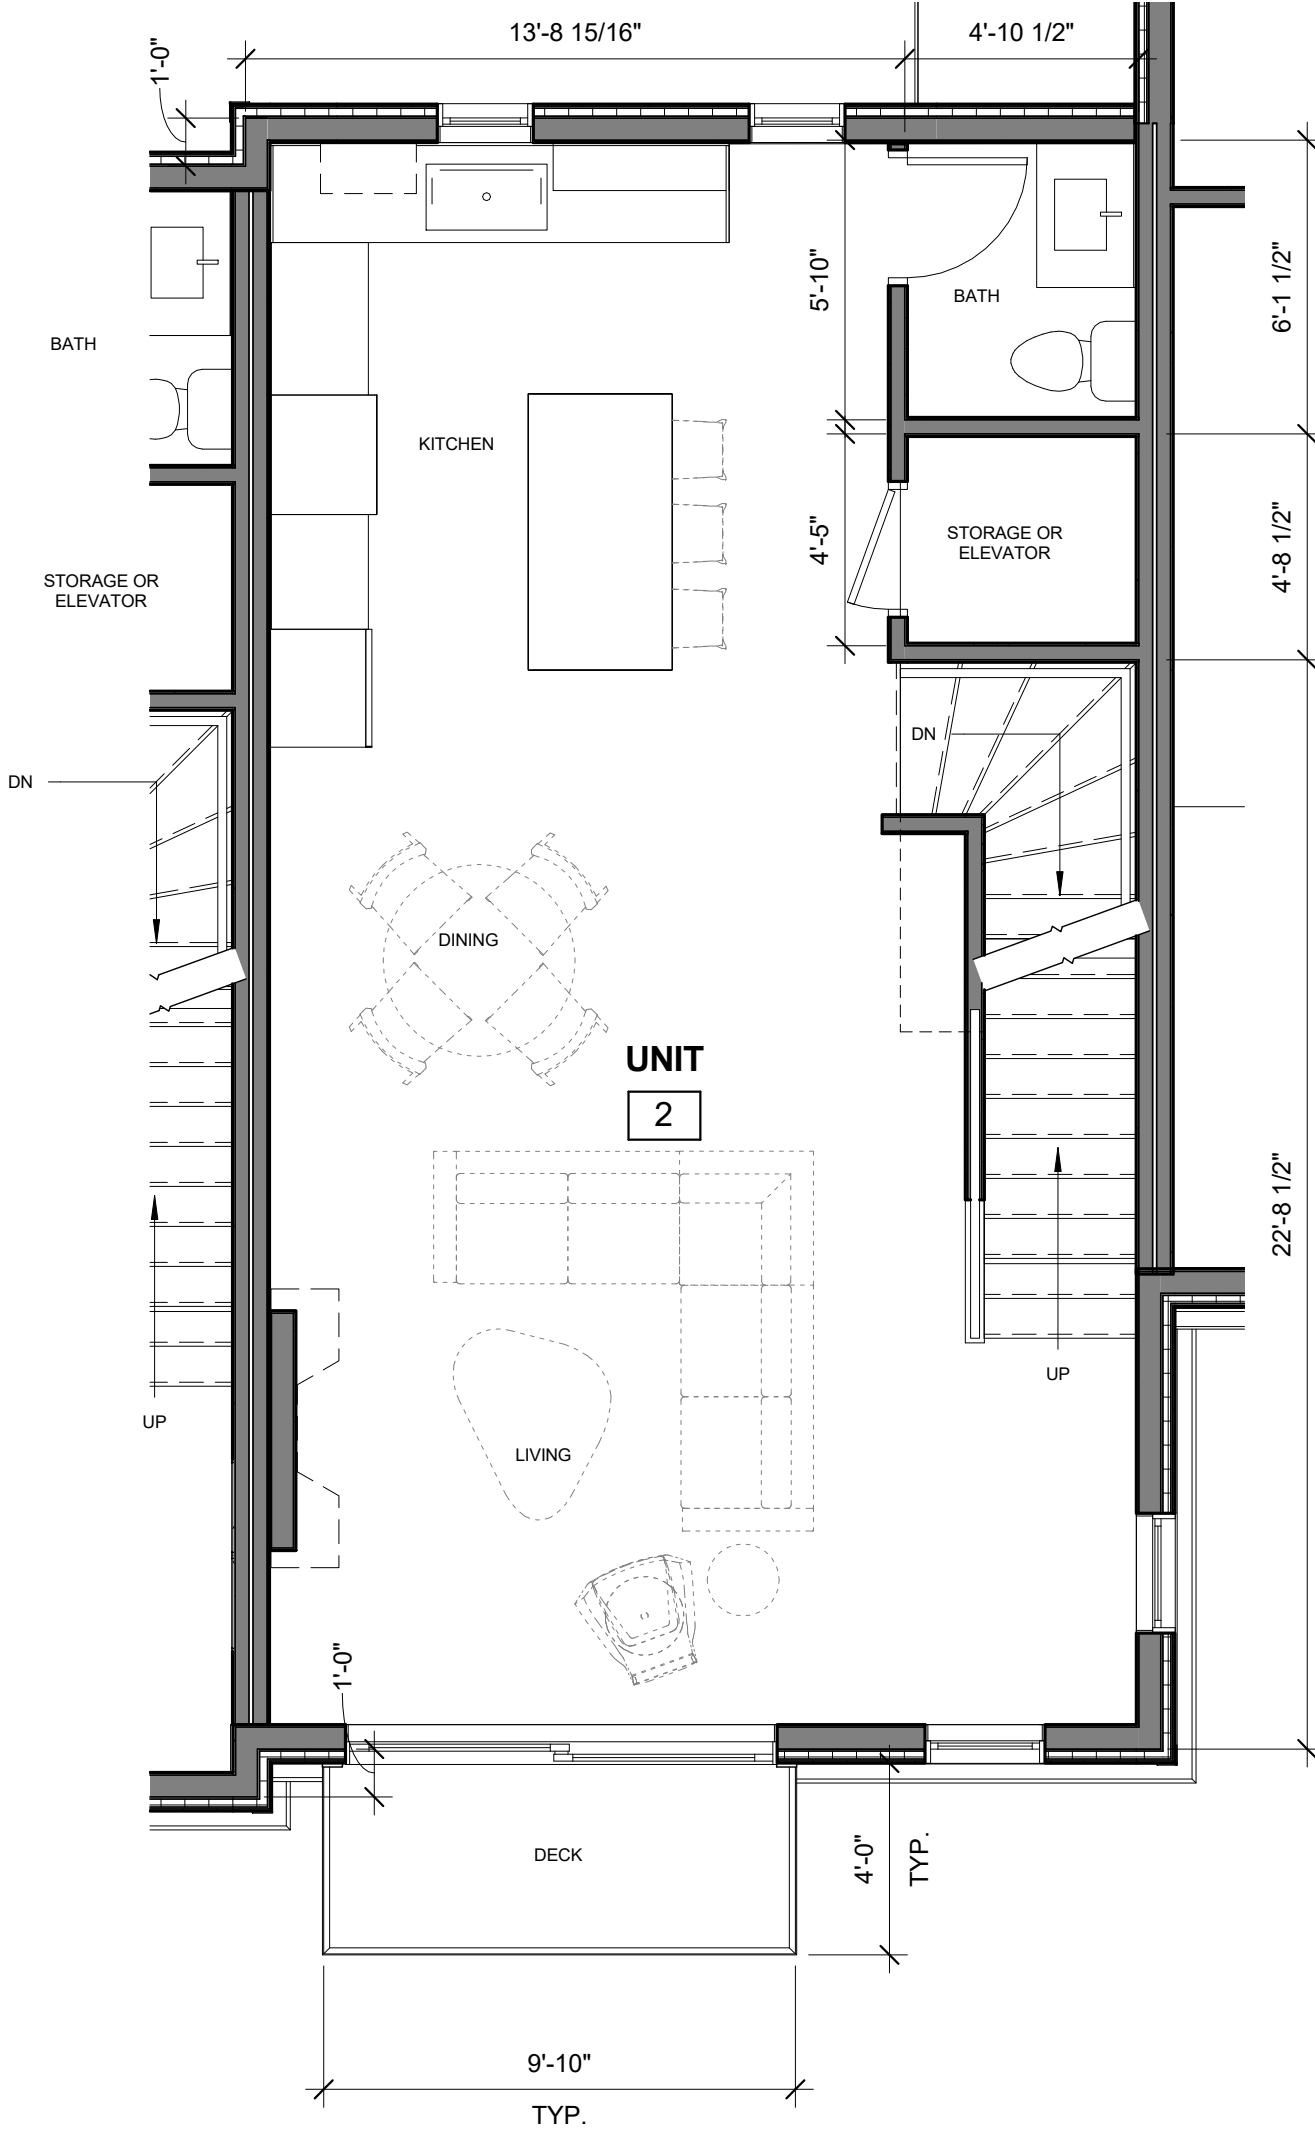 13'-8 15/16"
4'-10 1/2"
1'-0"
5'-10"
BATH
6'-1 1/2"
BATH
KITCHEN
4'-5"
STORAGE OR
ELEVATOR
4'-8 1/2"
STORAGE OR
ELEVATOR
DN
DN
DINING
UNIT
2
22'-8 1/2"
UP
UP
LIVING
1'-0"
DECK
4'-0"
TYP.
9'-10"
TYP.